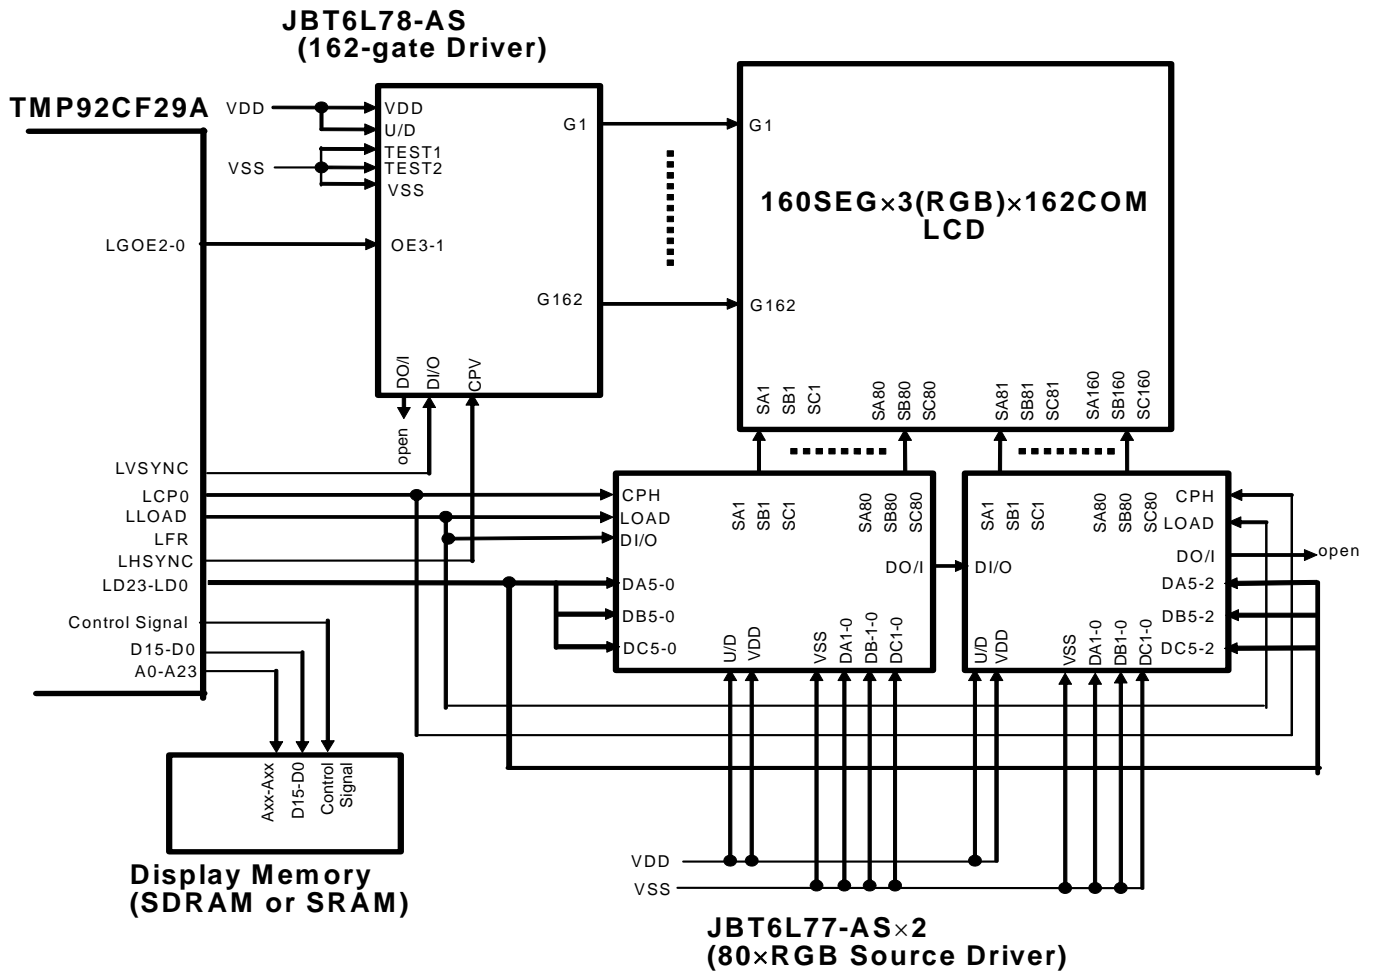 JBT6L78-AS
(162-gate Driver)
TMP92CF29A
VDD
VDD
U/D
TEST1
VSS
TEST2
VSS
G1
G1
160SEG×3(RGB)×162COM
LCD
LGOE2-0
OE3-1
G162
G162
DO/I
DI/O
CPV
open
SA1
SB1
SC1
SA80
SB80
SC80
SA81
SB81
SC81
SA160
SB160
SC160
LVSYNC
LCP0
LLOAD
LFR
LHSYNC
LD23-LD0
Control Signal
D15-D0
A0-A23
CPH
LOAD
DI/O
DA5-0
DB5-0
DC5-0
SA1
SB1
SC1
SA80
SB80
SC80
DO/I
U/D
VDD
VSS
DA1-0
DB-1-0
DC1-0
DI/O
SA1
SB1
SC1
SA80
SB80
SC80
CPH
LOAD
DO/I
open
DA5-2
DB5-2
DC5-2
U/D
VDD
VSS
DA1-0
DB1-0
DC1-0
Axx-Axx
D15-D0
Control
Signal
Display Memory
(SDRAM or SRAM)
VDD
VSS
JBT6L77-AS×2
(80×RGB Source Driver)